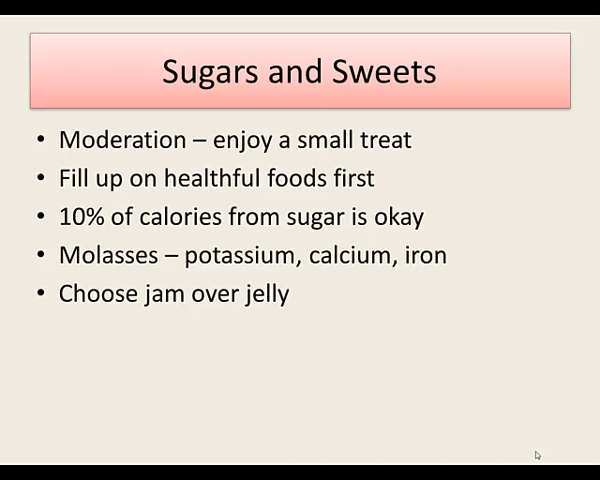 Sugars and Sweets
• Moderation – enjoy a small treat
• Fill up on healthful foods first
• 10% of calories from sugar is okay
• Molasses – potassium, calcium, iron
• Choose jam over jelly